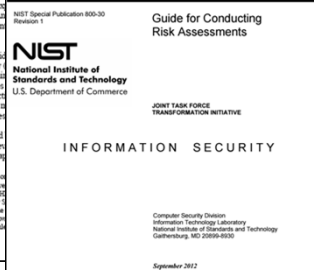 NIST Special Publication 800-30
Revision 1
Guide for Conducting
Risk Assessments
NIST
National Institute of
Standards and Technology
U.S. Department of Commerce
JOINT TASK FORCE
TRANSFORMATION INITIATIVE
INFORMATION SECURITY
Computer Security Division
Information Technology Laboratory
National Institute of Standards and Technology
Gaithersburg, MD 20899-8930
September 2012